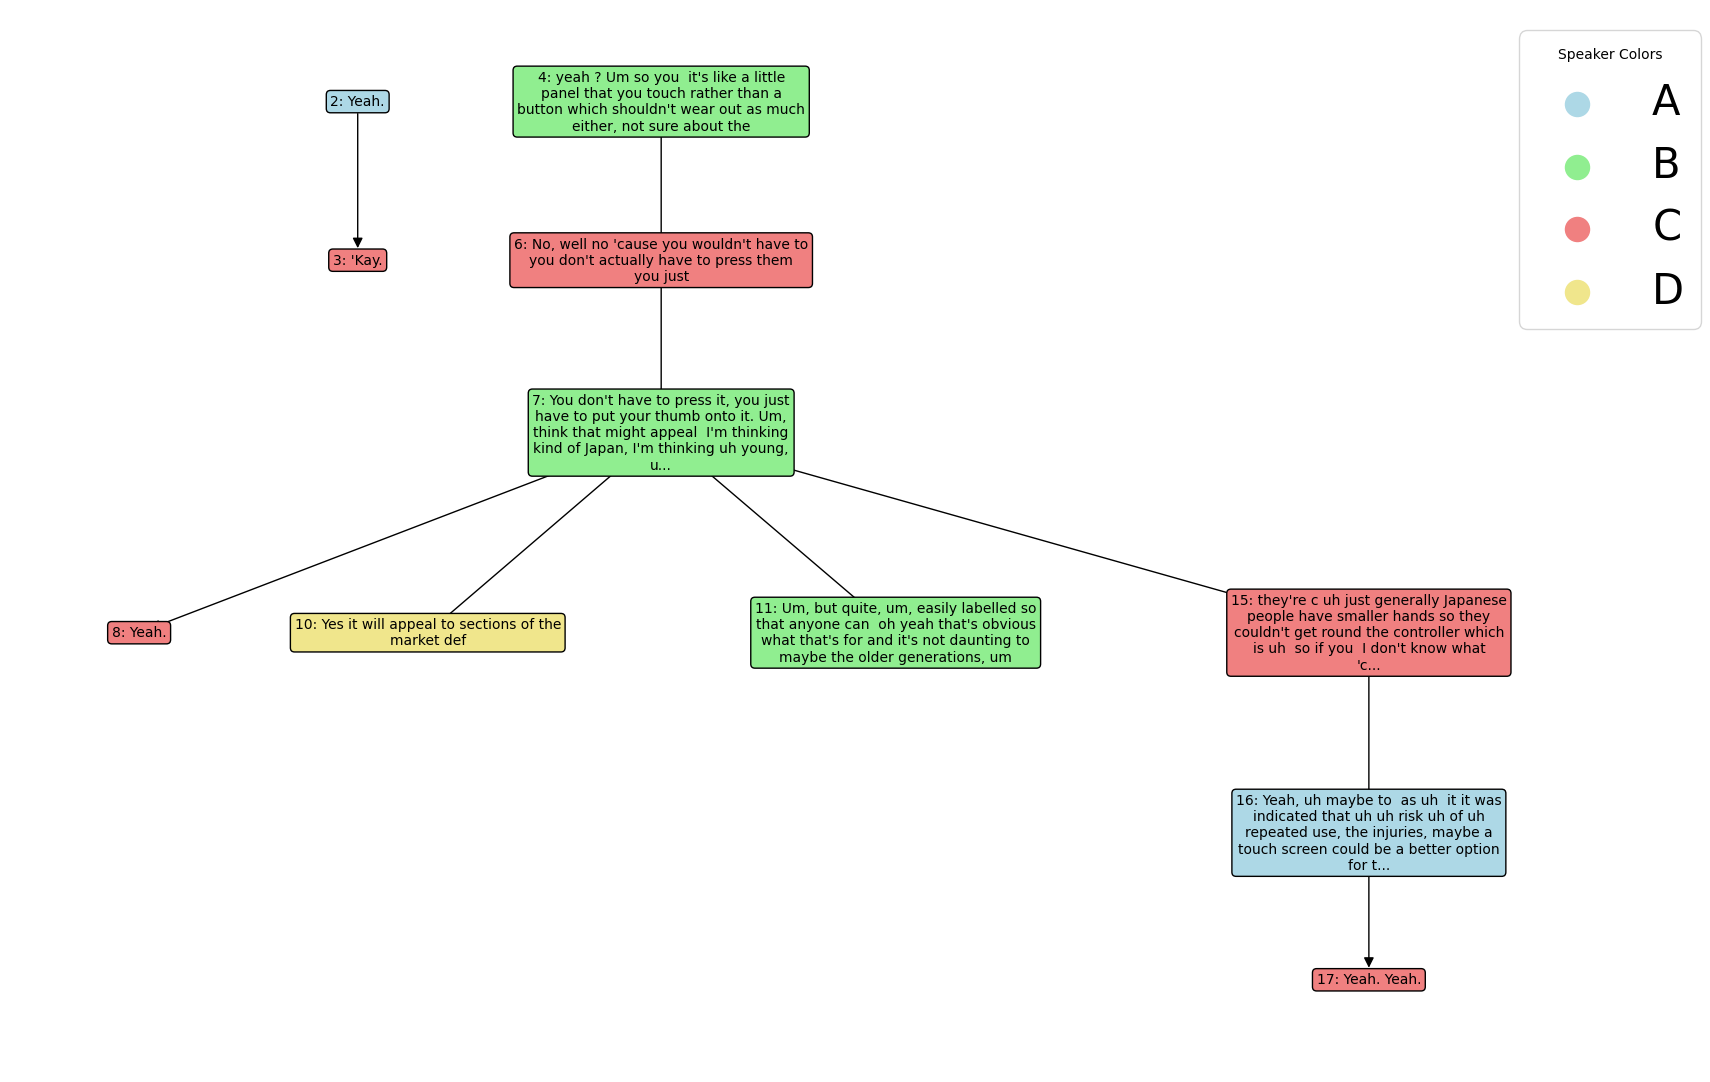 Speaker Colors
A
B
C
D
2: Yeah.
4: yeah ? Um so you  it's like a little
panel that you touch rather than a
button which shouldn't wear out as much
either, not sure about the
3: 'Kay.
6: No, well no 'cause you wouldn't have to
you don't actually have to press them
you just
7: You don't have to press it, you just
have to put your thumb onto it. Um,
think that might appeal  I'm thinking
kind of Japan, I'm thinking uh young,
u...
8: Yeah.
10: Yes it will appeal to sections of the
market def
11: Um, but quite, um, easily labelled so
that anyone can  oh yeah that's obvious
what that's for and it's not daunting to
maybe the older generations, um
15: they're c uh just generally Japanese
people have smaller hands so they
couldn't get round the controller which
is uh  so if you  I don't know what
'c...
16: Yeah, uh maybe to  as uh  it it was
indicated that uh uh risk uh of uh
repeated use, the injuries, maybe a
touch screen could be a better option
for t...
17: Yeah. Yeah.